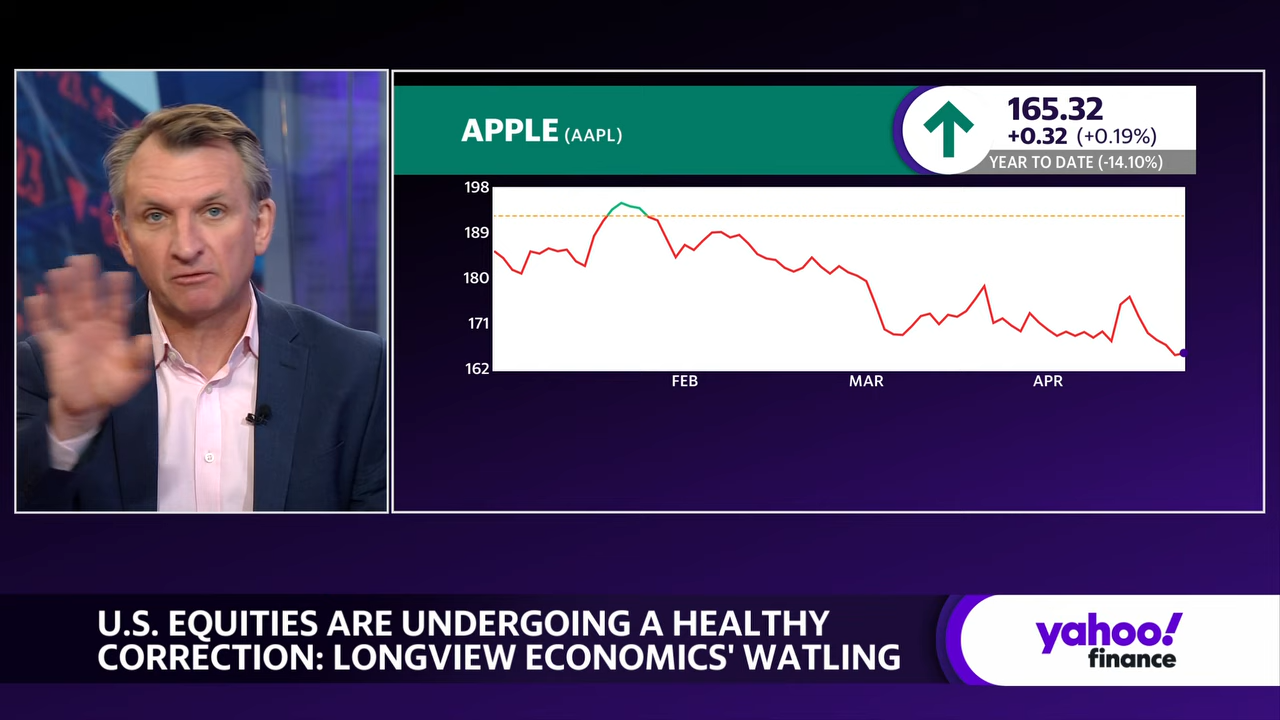 APPLE (AAPL)
165.32
+0.32 (+0.19%)
YEAR TO DATE (-14.10%)
198
189
180
171
162
FEB MAR APR
U.S. EQUITIES ARE UNDERGOING A HEALTHY
CORRECTION: LONGVIEW ECONOMICS' WATLING
yahoo!
finance